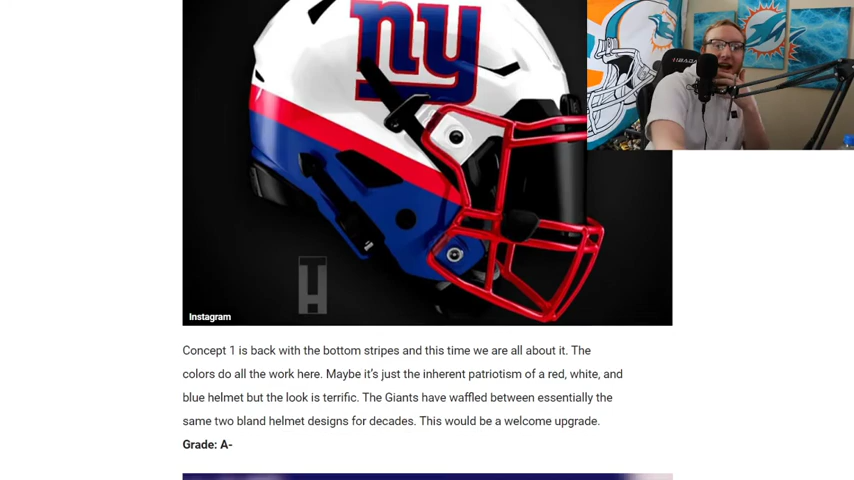 ny
Instagram
Concept 1 is back with the bottom stripes and this time we are all about it. The
colors do all the work here. Maybe it’s just the inherent patriotism of a red, white, and
blue helmet but the look is terrific. The Giants have waffled between essentially the
same two bland helmet designs for decades. This would be a welcome upgrade.
Grade: A-